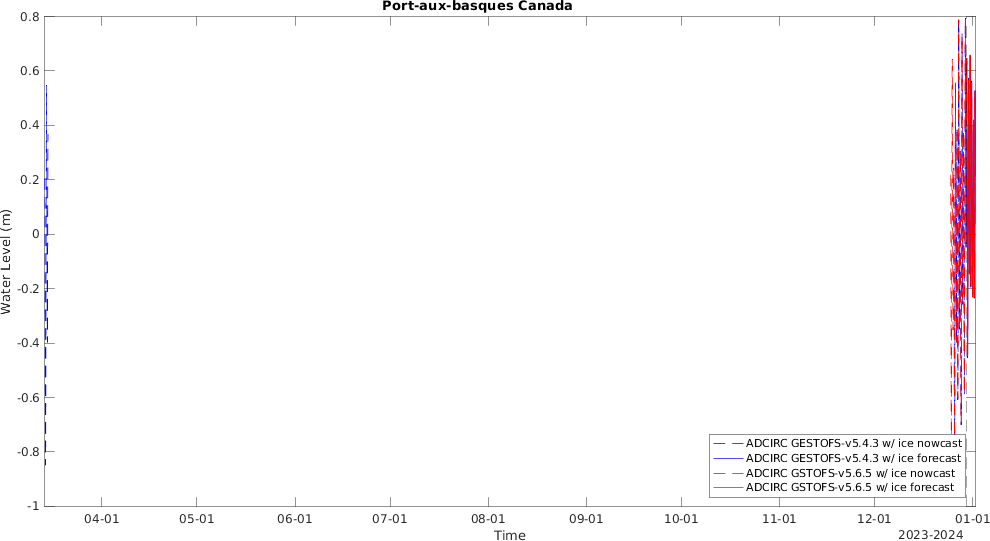 Port-aux-basques Canada
0.8
0.6
0.4
0.2
0
-0.2
-0.4
-0.6
-0.8
-1
Water Level (m)
ADCIRC GESTOFS-v5.4.3 w/ ice nowcast
ADCIRC GESTOFS-v5.4.3 w/ ice forecast
ADCIRC GSTOFS-v5.6.5 w/ ice nowcast
ADCIRC GSTOFS-v5.6.5 w/ ice forecast
04-01 05-01 06-01 07-01 08-01 09-01 10-01 11-01 12-01 01-01
Time
2023-2024